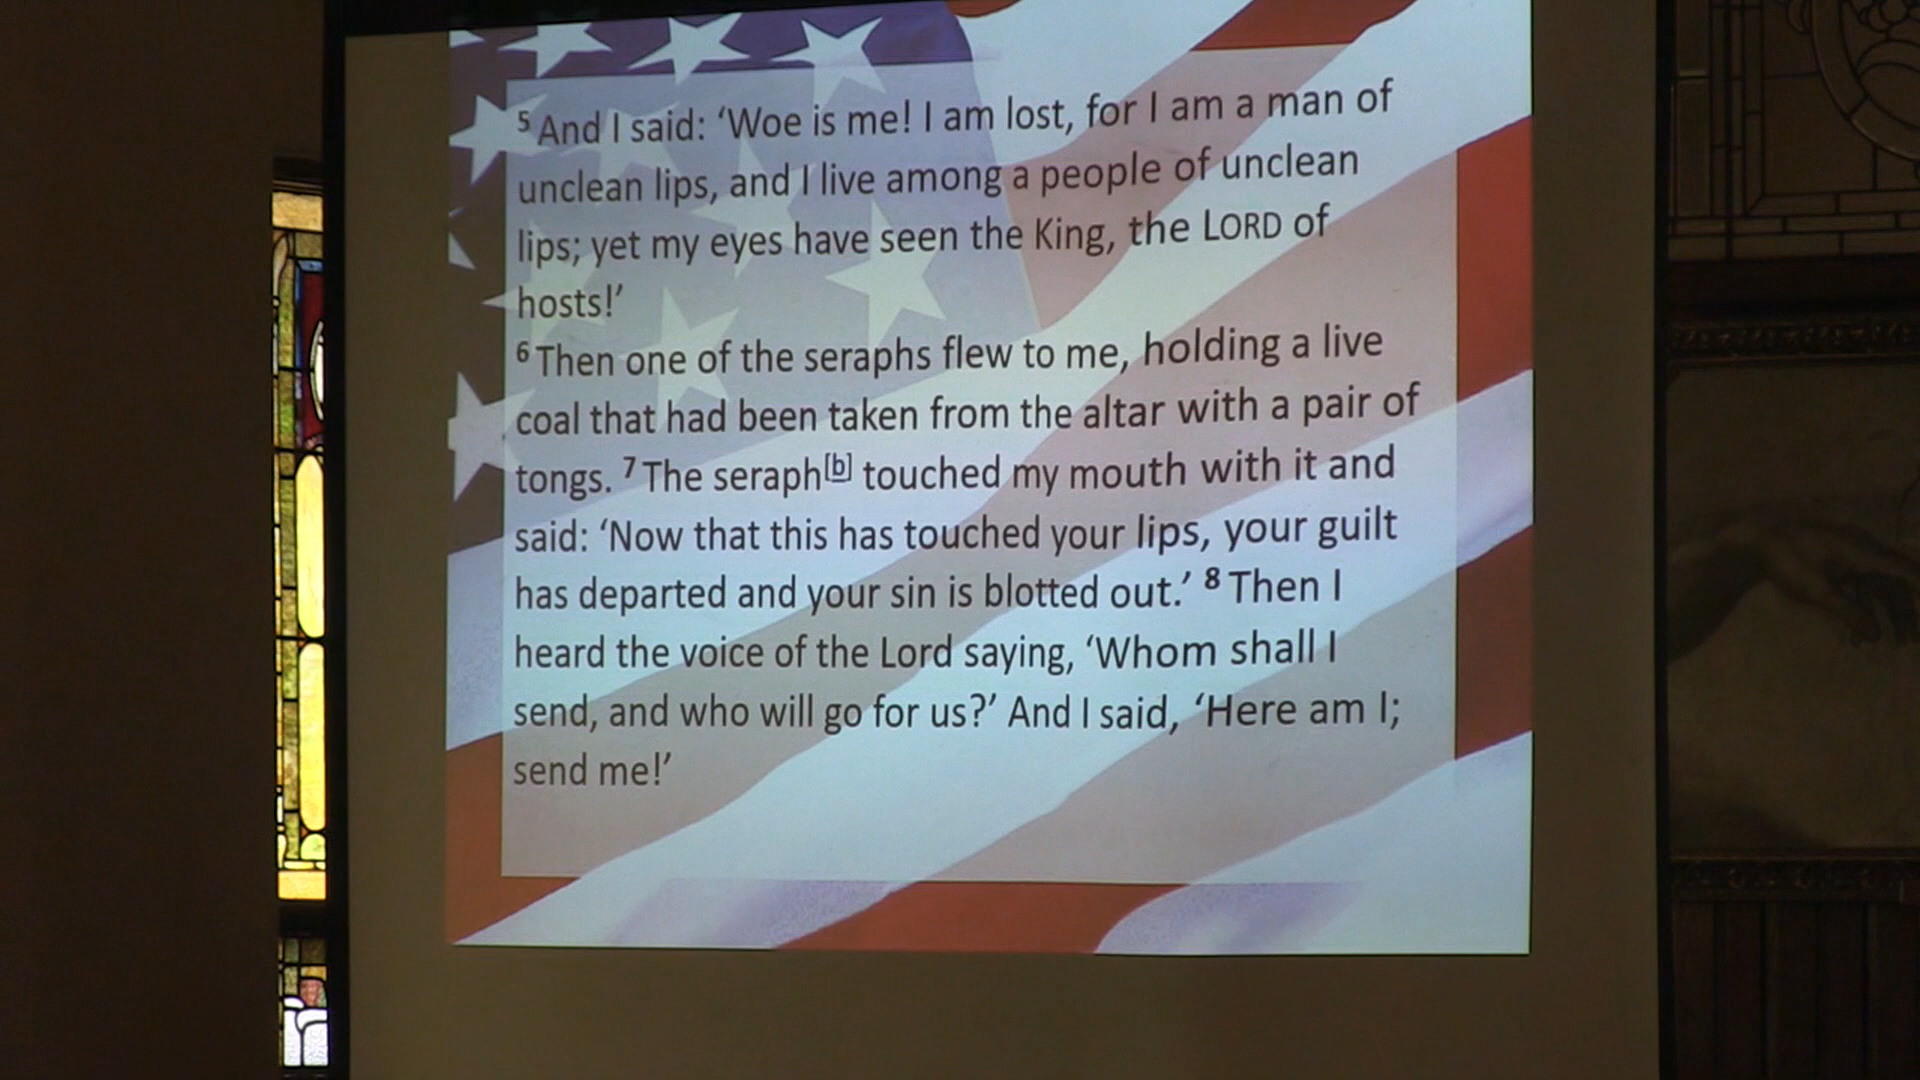 5 And I said: ‘Woe is me! I am lost, for I am a man of
unclean lips, and I live among a people of unclean
lips; yet my eyes have seen the King, the LORD of
hosts!’
6 Then one of the seraphs flew to me, holding a live
coal that had been taken from the altar with a pair of
tongs. 7 The seraph[b] touched my mouth with it and
said: ‘Now that this has touched your lips, your guilt
has departed and your sin is blotted out.’ 8 Then I
heard the voice of the Lord saying, ‘Whom shall I
send, and who will go for us?’ And I said, ‘Here am I;
send me!’